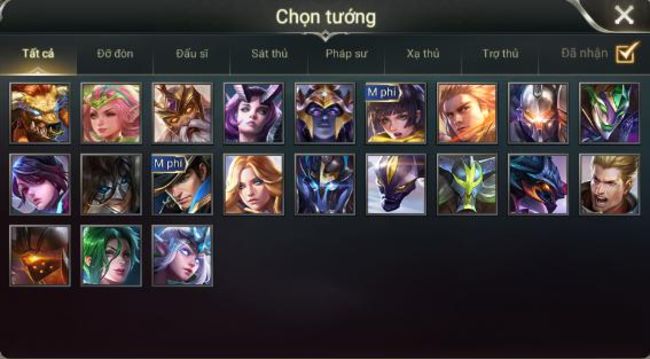 Chọn tướng
Tất cả Đỡ đòn Đấu sĩ Sát thủ Pháp sư Xạ thủ Trợ thủ Đã nhận
M phí
M phí